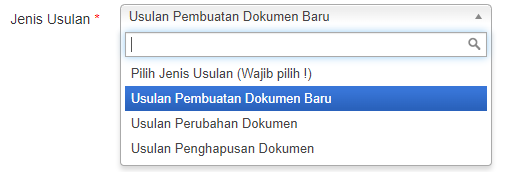 Jenis Usulan *
Usulan Pembuatan Dokumen Baru
Pilih Jenis Usulan (Wajib pilih !)
Usulan Pembuatan Dokumen Baru
Usulan Perubahan Dokumen
Usulan Penghapusan Dokumen